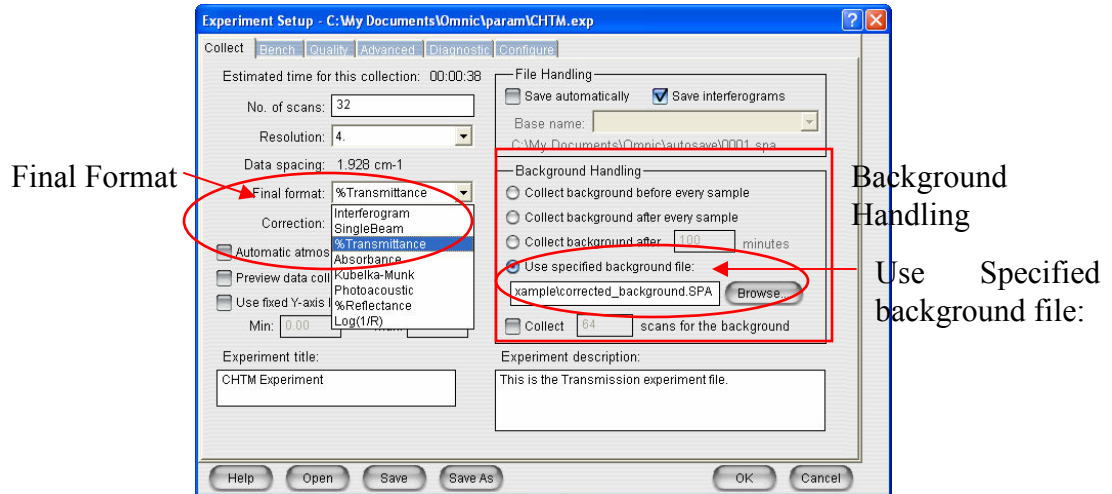 Experiment Setup - C:\My Documents\Omnic\param\CHTM.exp
Collect Bench Quality Advanced Diagnostic Configure
Estimated time for this collection: 00:00:38
No. of scans: 32
Resolution: 4.
Data spacing: 1.928 cm-1
Final format: %Transmittance
Correction:
Interferogram
SingleBeam
%Transmittance
Absorbance
Kubelka-Munk
Photoacoustic
%Reflectance
Log(1/R)
Automatic atmos
Preview data coll
Use fixed Y-axis
Min: 0.00
Experiment title:
CHTM Experiment
File Handling
Save automatically Save interferograms
Base name:
C:\My Documents\Omnic\autosave\0001.spa
Background Handling
Collect background before every sample
Collect background after every sample
Collect background after 100 minutes
Use specified background file:
xample\corrected_background.SPA Browse...
Collect 64 scans for the background
Experiment description:
This is the Transmission experiment file.
Help Open Save Save As OK Cancel
Final Format
Background
Handling
Use Specified
background file: